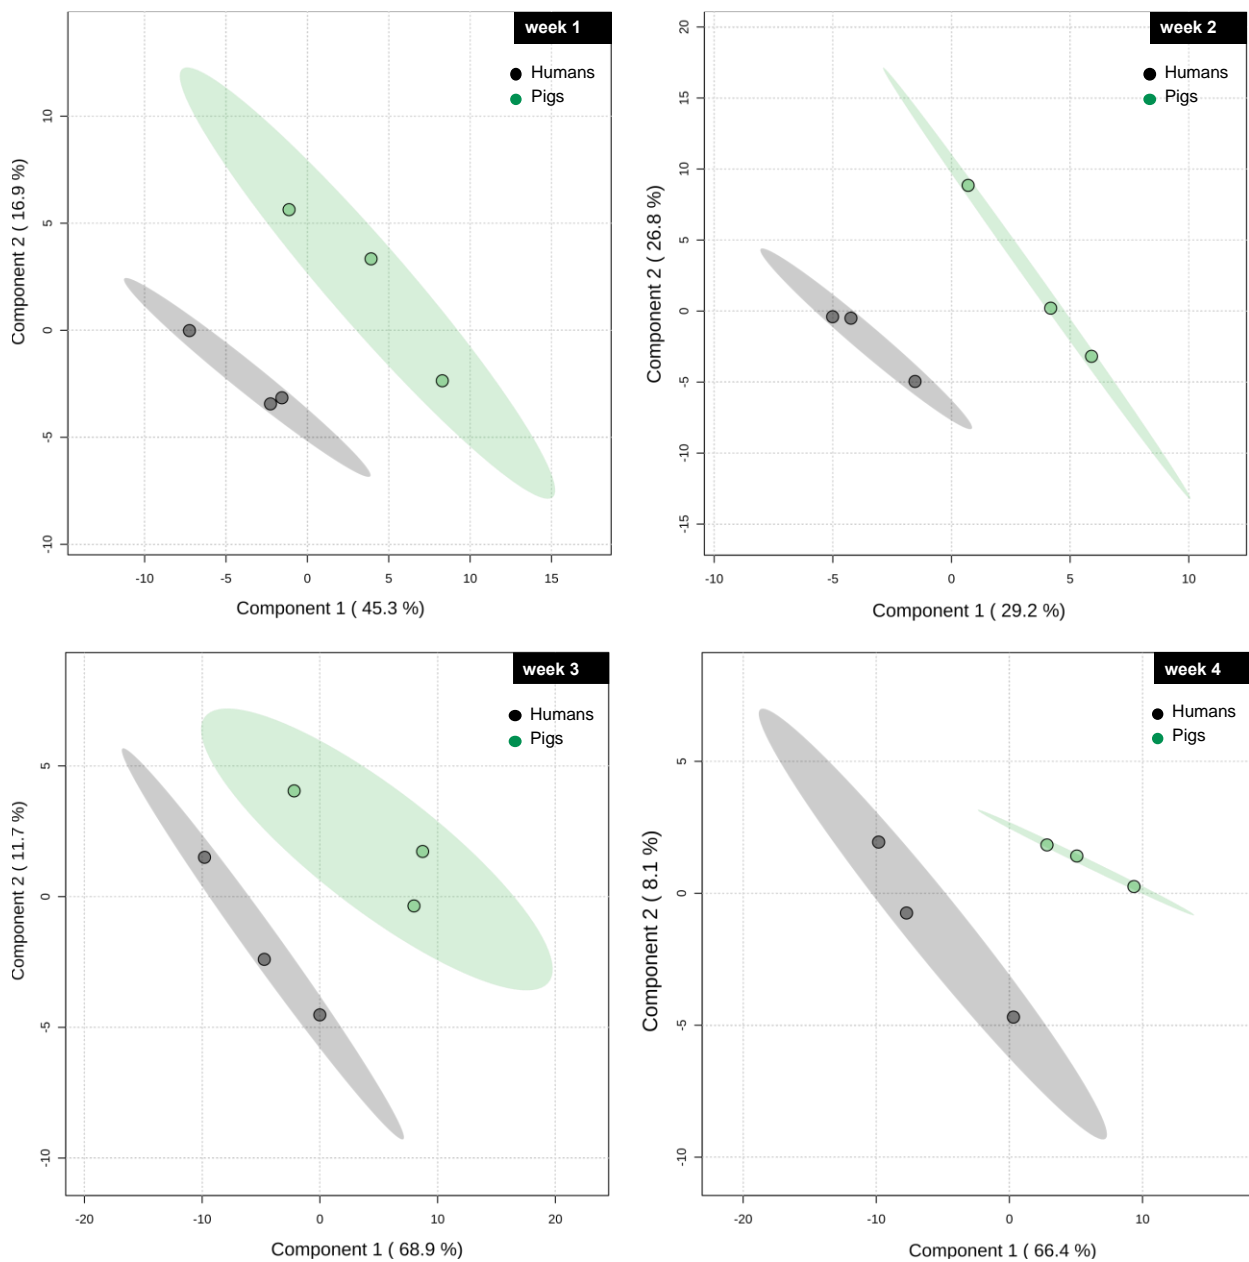 week 1
Humans
Pigs
10
5
0
-5
-10
Component 2 ( 16.9 %)
-10
-5
0
5
10
15
Component 1 ( 45.3 %)
week 2
Humans
Pigs
20
15
10
5
0
-5
-10
-15
Component 2 ( 26.8 %)
-10
-5
0
5
10
Component 1 ( 29.2 %)
week 3
Humans
Pigs
5
0
-5
-10
Component 2 ( 11.7 %)
-20
-10
0
10
20
Component 1 ( 68.9 %)
week 4
Humans
Pigs
5
0
-5
-10
Component 2 ( 8.1 %)
-20
-10
0
10
Component 1 ( 66.4 %)